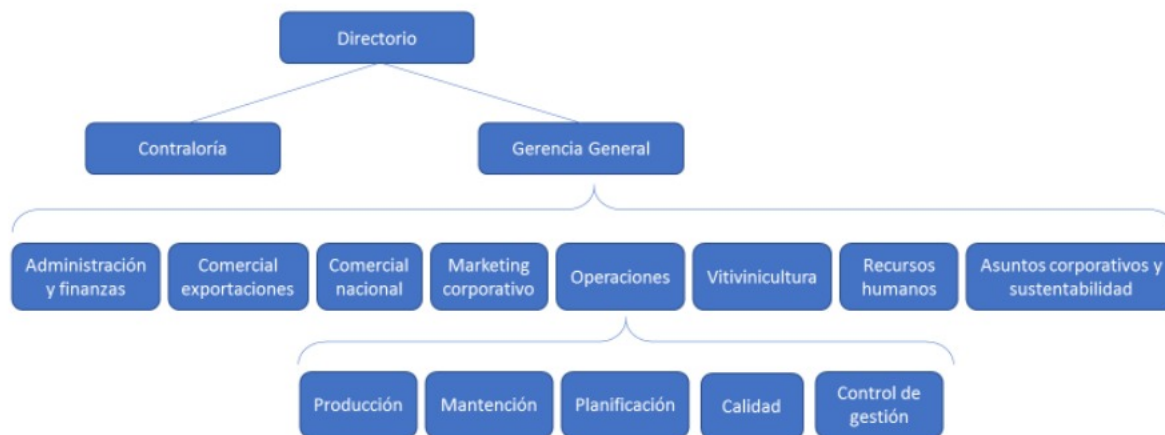 Directorio
Contraloría
Gerencia General
Administración
y finanzas
Comercial
exportaciones
Comercial
nacional
Marketing
corporativo
Operaciones
Vitivinicultura
Recursos
humanos
Asuntos corporativos y
sustentabilidad
Producción
Mantención
Planificación
Calidad
Control de
gestión